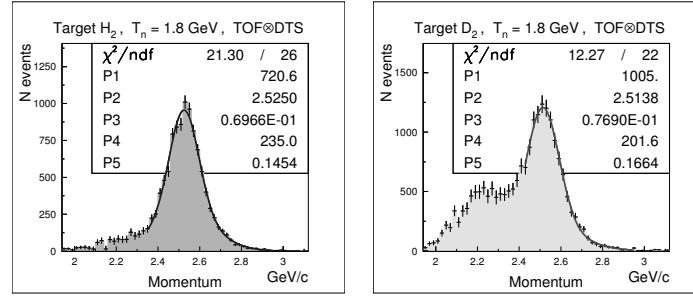 Target H₂ , Tₙ = 1.8 GeV , TOF⊗DTS
N events
1250
1000
750
500
250
0
χ²/ndf 21.30 / 26
P1 720.6
P2 2.5250
P3 0.6966E-01
P4 235.0
P5 0.1454
2 2.2 2.4 2.6 2.8 3
Momentum GeV/c
Target D₂ , Tₙ = 1.8 GeV , TOF⊗DTS
N events
1500
1000
500
0
χ²/ndf 12.27 / 22
P1 1005.
P2 2.5138
P3 0.7690E-01
P4 201.6
P5 0.1664
2 2.2 2.4 2.6 2.8 3
Momentum GeV/c